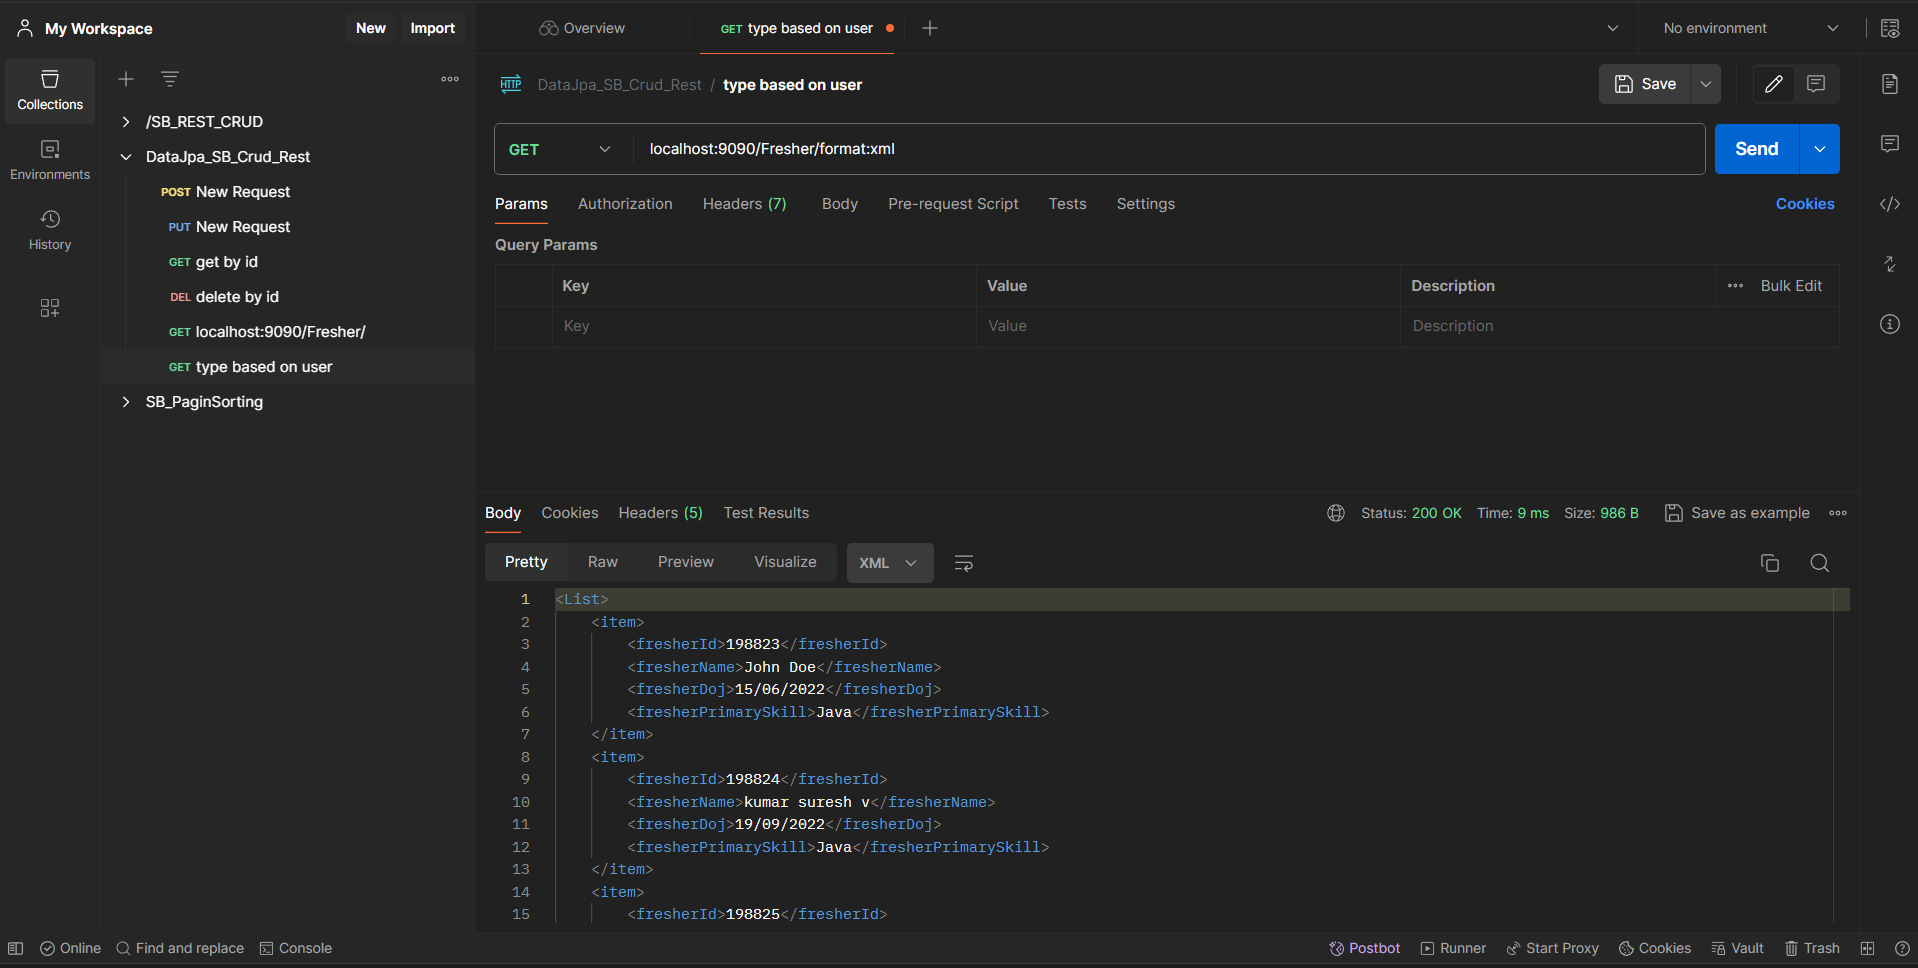 My Workspace New Import Overview GET type based on user No environment
Collections
Environments
History
/SB_REST_CRUD
DataJpa_SB_Crud_Rest
POST New Request
PUT New Request
GET get by id
DEL delete by id
GET localhost:9090/Fresher/
GET type based on user
SB_PaginSorting
HTTP DataJpa_SB_Crud_Rest / type based on user Save
GET localhost:9090/Fresher/format:xml Send
Params Authorization Headers (7) Body Pre-request Script Tests Settings Cookies
Query Params
Key Value Description Bulk Edit
Key Value Description
Body Cookies Headers (5) Test Results Status: 200 OK Time: 9 ms Size: 986 B Save as example
Pretty Raw Preview Visualize XML
1 <List>
2 <item>
3 <fresherId>198823</fresherId>
4 <fresherName>John Doe</fresherName>
5 <fresherDoj>15/06/2022</fresherDoj>
6 <fresherPrimarySkill>Java</fresherPrimarySkill>
7 </item>
8 <item>
9 <fresherId>198824</fresherId>
10 <fresherName>kumar suresh v</fresherName>
11 <fresherDoj>19/09/2022</fresherDoj>
12 <fresherPrimarySkill>Java</fresherPrimarySkill>
13 </item>
14 <item>
15 <fresherId>198825</fresherId>
Online Find and replace Console Postbot Runner Start Proxy Cookies Vault Trash